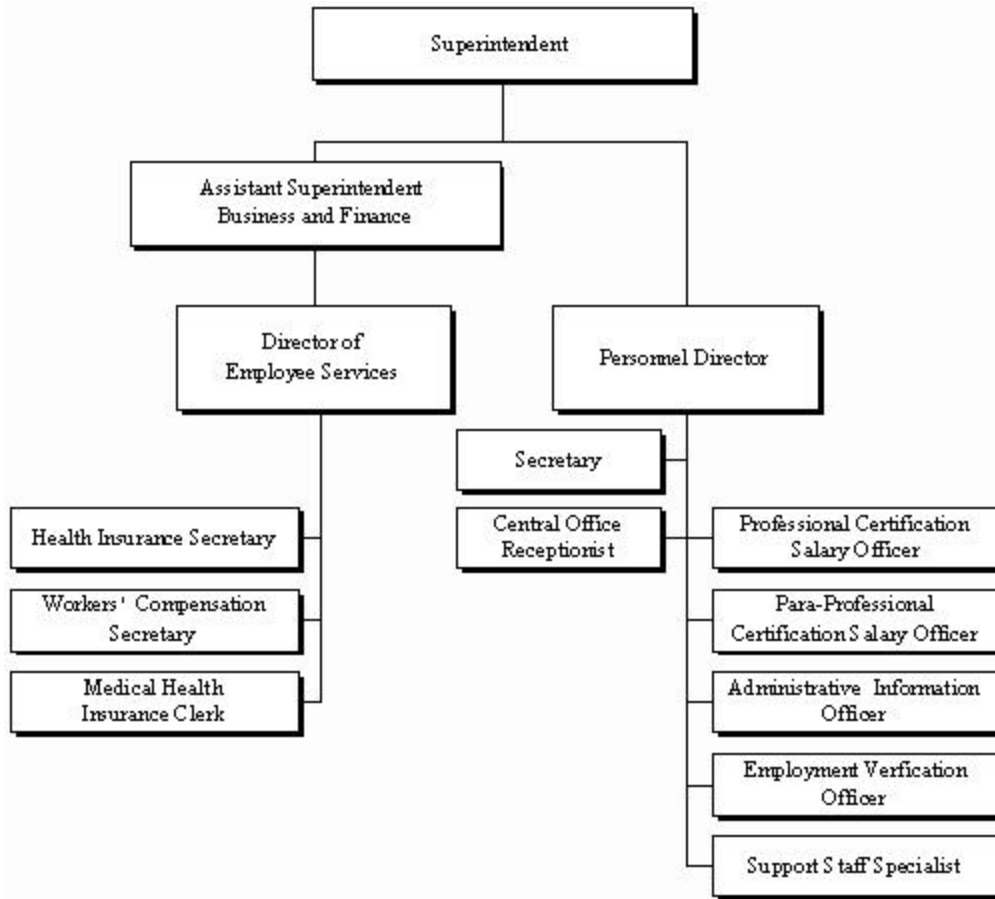 Superintendent
Assistant Superintendent
Business and Finance
Director of
Employee Services
Personnel Director
Secretary
Health Insurance Secretary
Central Office
Receptionist
Professional Certification
Salary Officer
Workers' Compensation
Secretary
Para-Professional
Certification Salary Officer
Medical Health
Insurance Clerk
Administrative Information
Officer
Employment Verfication
Officer
Support Staff Specialist